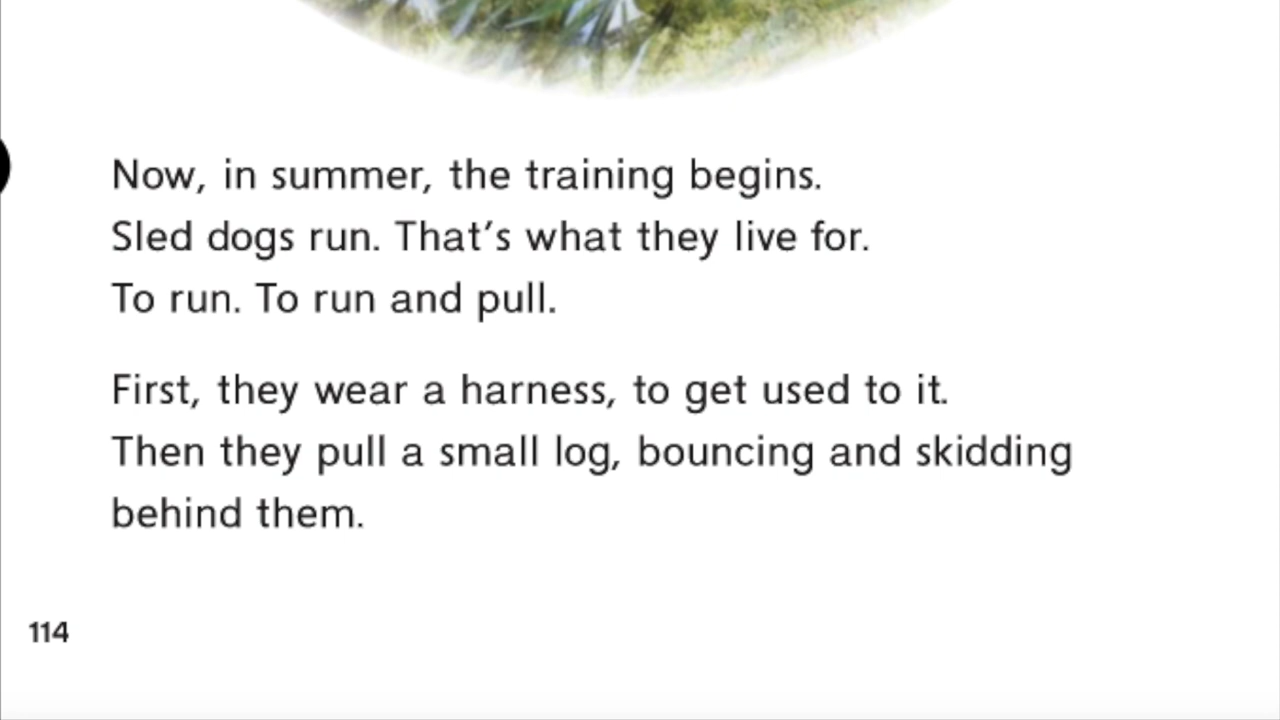 Now, in summer, the training begins.
Sled dogs run. That’s what they live for.
To run. To run and pull.
First, they wear a harness, to get used to it.
Then they pull a small log, bouncing and skidding
behind them.
114